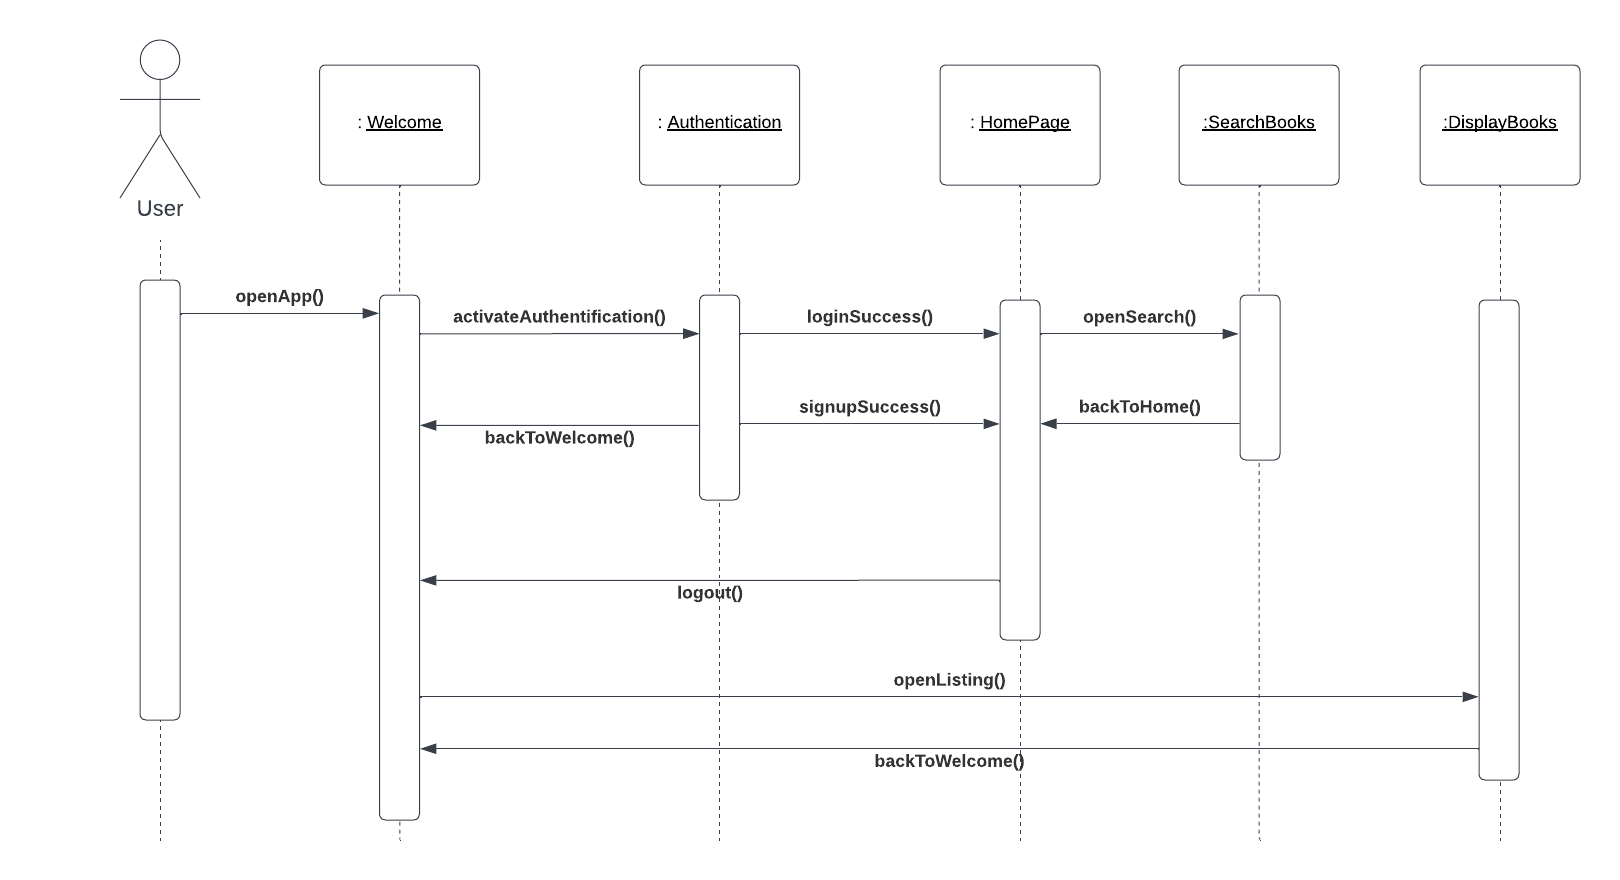 User
: Welcome
: Authentication
: HomePage
:SearchBooks
:DisplayBooks
openApp()
activateAuthentification()
loginSuccess()
openSearch()
signupSuccess()
backToHome()
backToWelcome()
logout()
openListing()
backToWelcome()